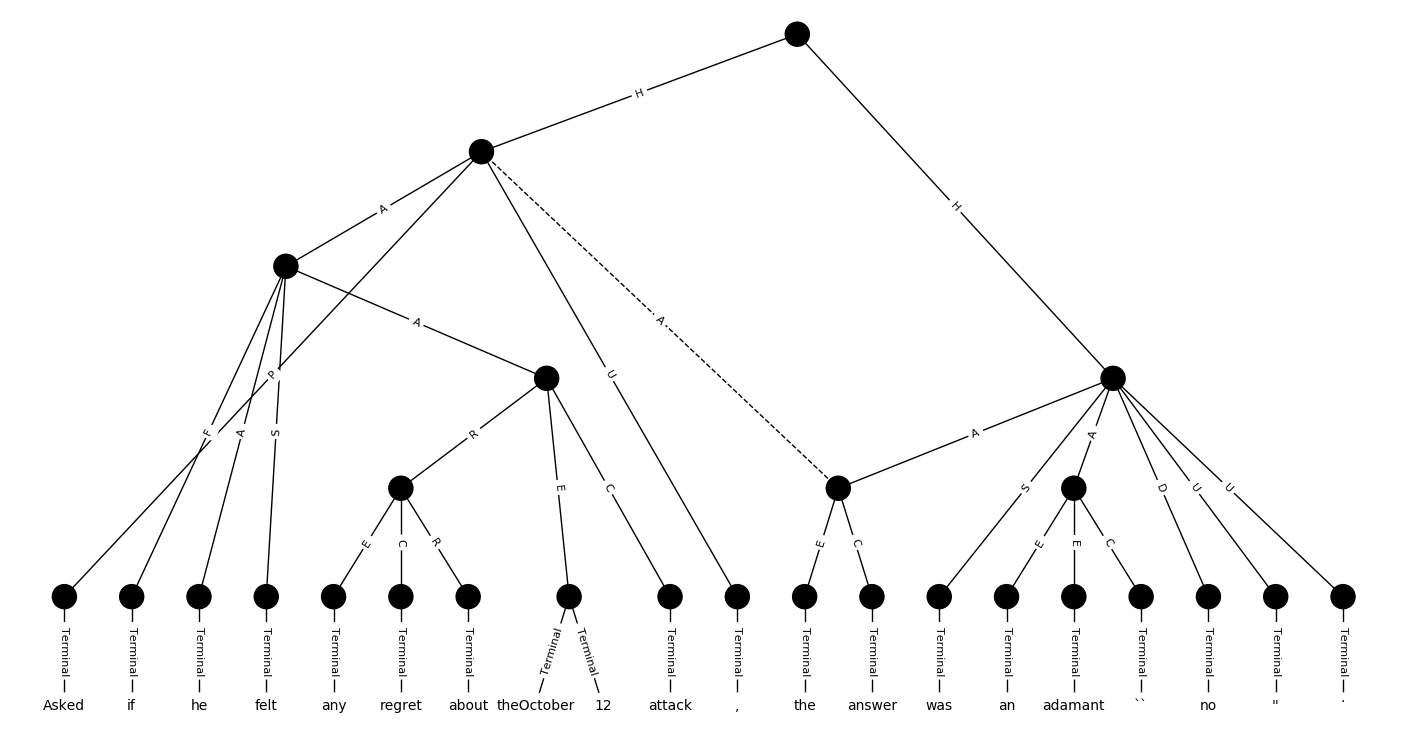 H
H
A
A
A
A
P
U
F
A
S
R
A
S
A
E
C
D
U
U
E
C
R
E
C
E
E
C
Terminal Terminal Terminal Terminal Terminal Terminal Terminal Terminal Terminal Terminal Terminal Terminal Terminal Terminal Terminal Terminal Terminal Terminal Terminal Terminal
Asked if he felt any regret about theOctober 12 attack , the answer was an adamant `` no " .